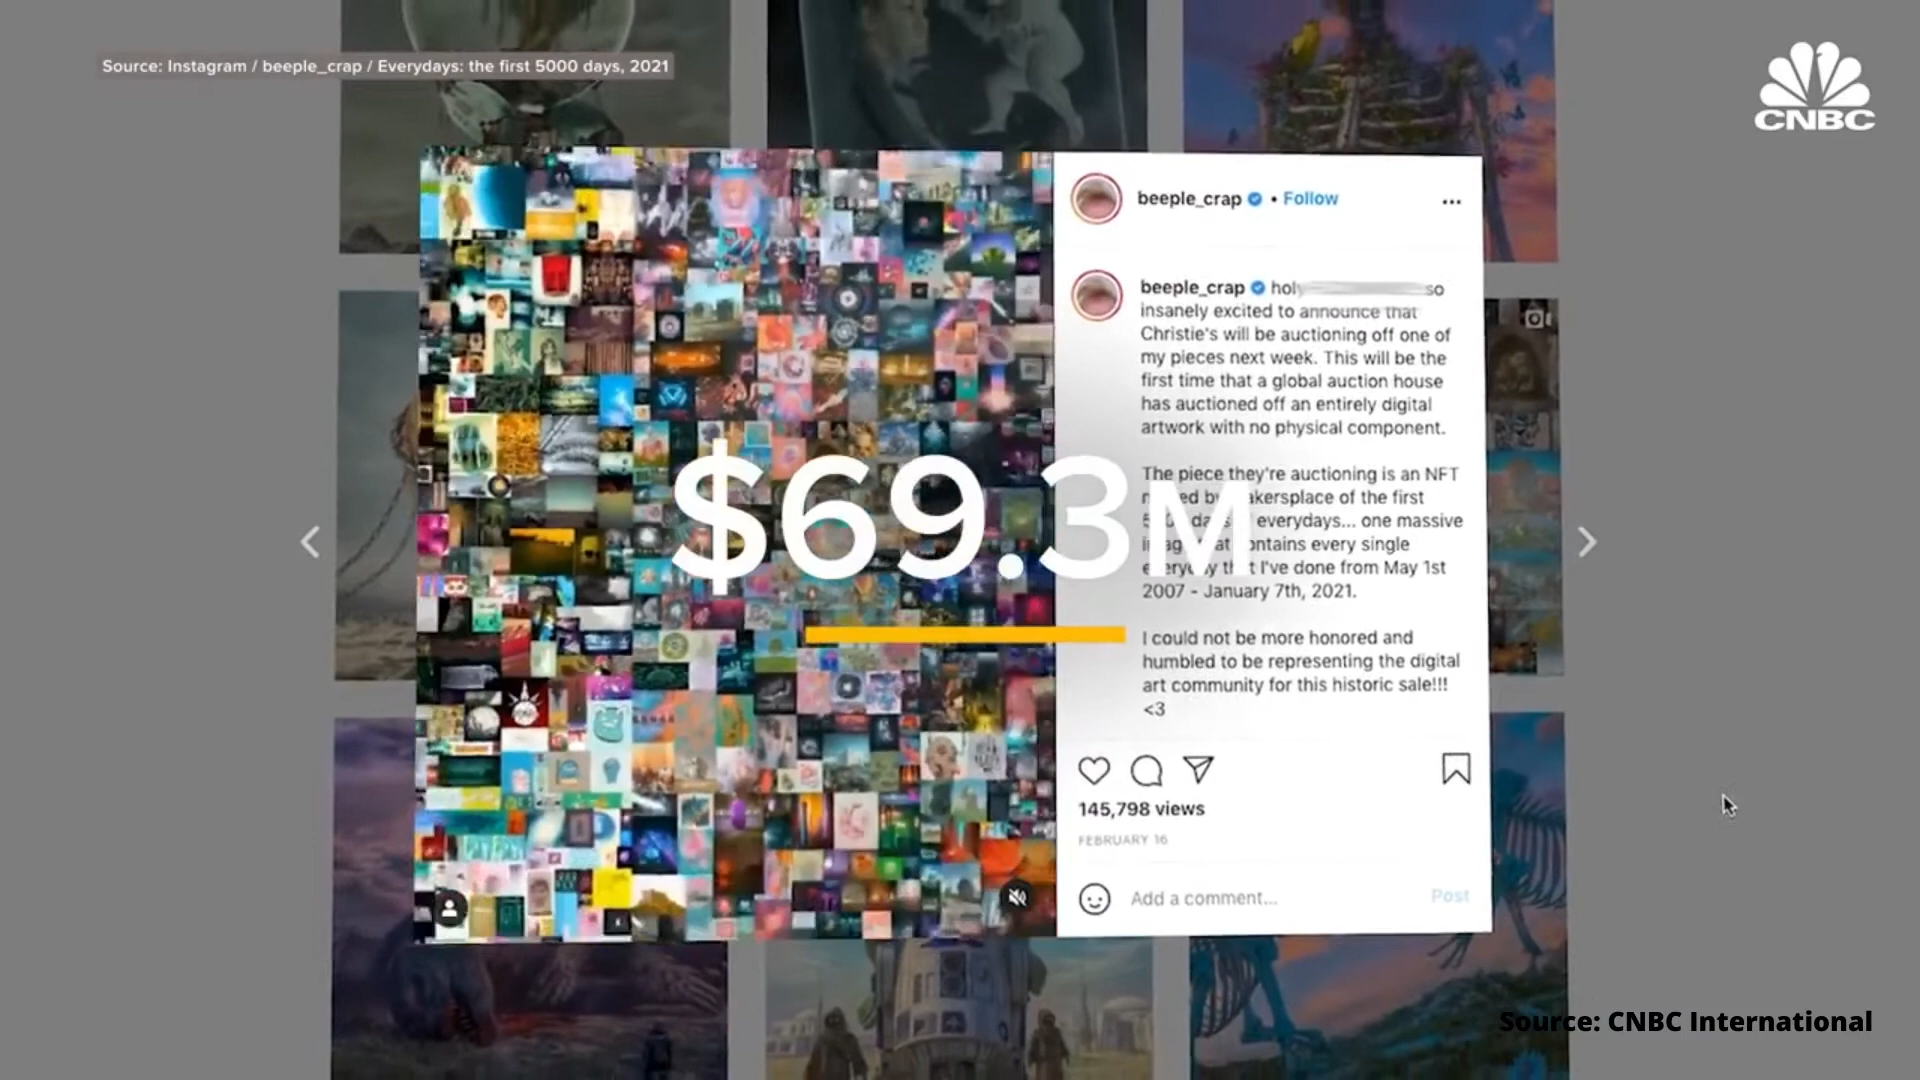 Source: Instagram / beeple_crap / Everydays: the first 5000 days, 2021
CNBC
beeple_crap • Follow
beeple_crap holy so
insanely excited to announce that
Christie's will be auctioning off one of
my pieces next week. This will be the
first time that a global auction house
has auctioned off an entirely digital
artwork with no physical component.
The piece they're auctioning is an NFT
of the first
everydays... one massive
every single
I've done from May 1st
2007 - January 7th, 2021.
I could not be more honored and
humbled to be representing the digital
art community for this historic sale!!!
<3
$69.3M
145,798 views
FEBRUARY 16
Add a comment... Post
Source: CNBC International